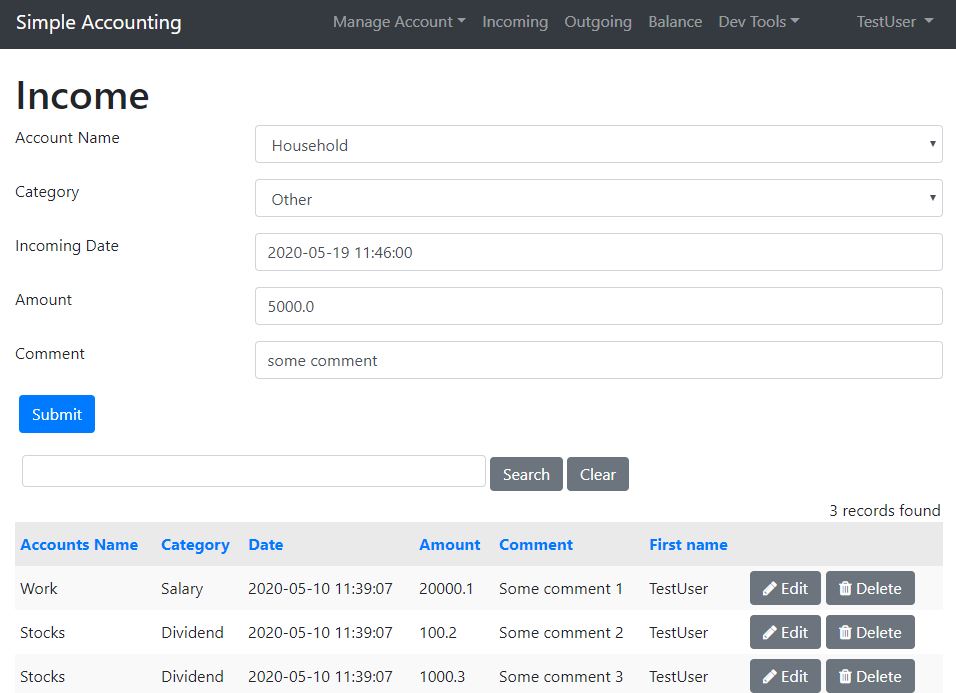 Simple Accounting Manage Account Incoming Outgoing Balance Dev Tools TestUser
Income
Account Name Household
Category Other
Incoming Date 2020-05-19 11:46:00
Amount 5000.0
Comment some comment
Submit
Search Clear
3 records found
Accounts Name Category Date Amount Comment First name
Work Salary 2020-05-10 11:39:07 20000.1 Some comment 1 TestUser Edit Delete
Stocks Dividend 2020-05-10 11:39:07 100.2 Some comment 2 TestUser Edit Delete
Stocks Dividend 2020-05-10 11:39:07 1000.3 Some comment 3 TestUser Edit Delete